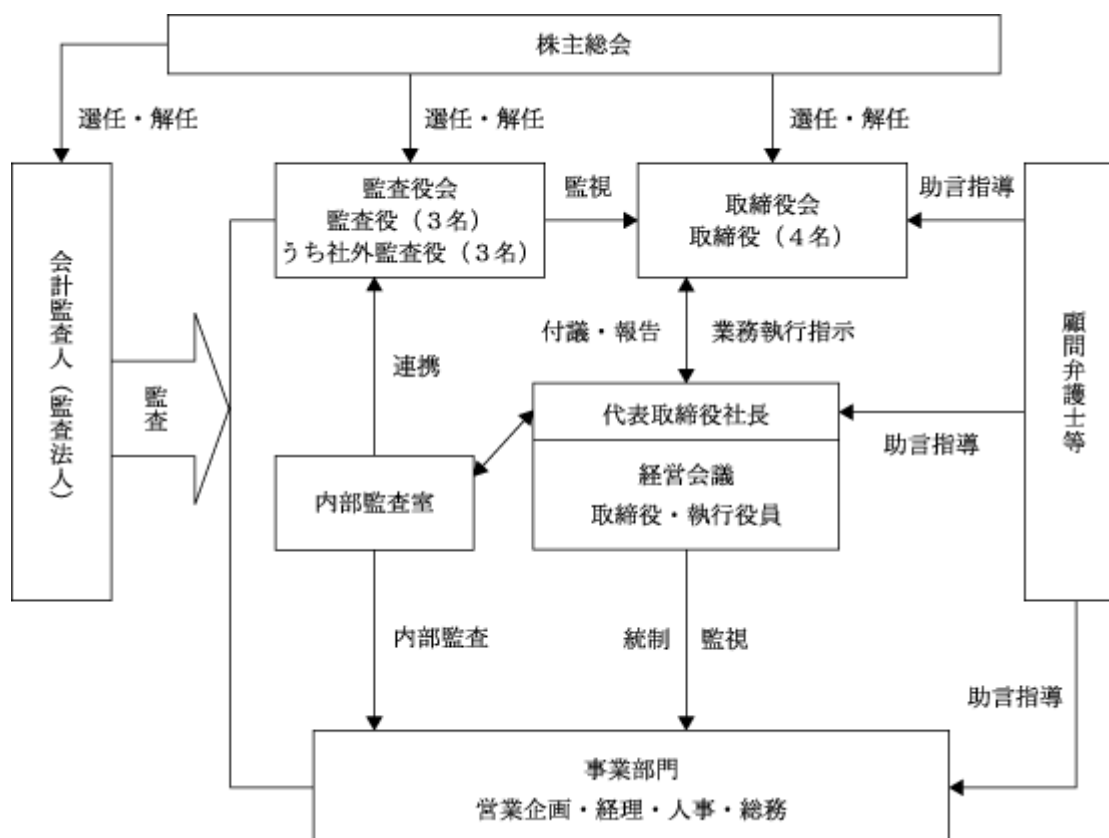 株主総会
選任・解任
選任・解任
選任・解任
監査役会
監査役（３名）
うち社外監査役（３名）
監視
取締役会
取締役（４名）
助言指導
会計監査人（監査法人）
監査
連携
付議・報告
業務執行指示
顧問弁護士等
代表取締役社長
助言指導
経営会議
取締役・執行役員
内部監査室
内部監査
統制
監視
助言指導
事業部門
営業企画・経理・人事・総務